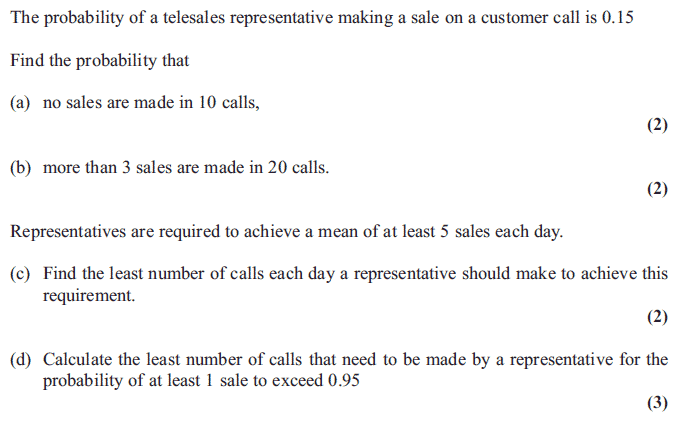 The probability of a telesales representative making a sale on a customer call is 0.15
Find the probability that
(a) no sales are made in 10 calls,
(2)
(b) more than 3 sales are made in 20 calls.
(2)
Representatives are required to achieve a mean of at least 5 sales each day.
(c) Find the least number of calls each day a representative should make to achieve this
requirement.
(2)
(d) Calculate the least number of calls that need to be made by a representative for the
probability of at least 1 sale to exceed 0.95
(3)